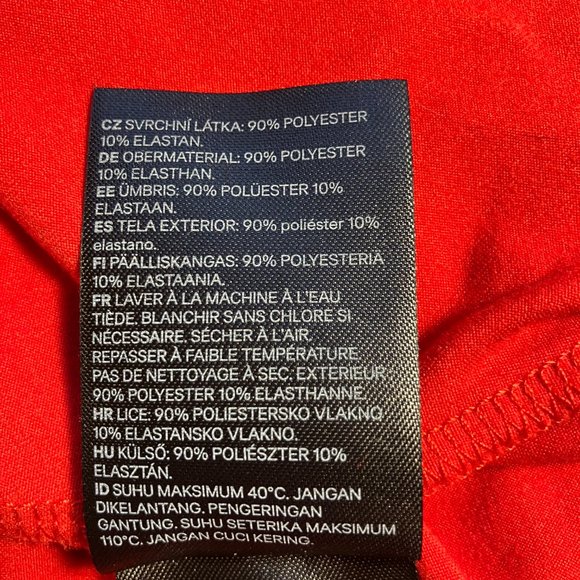 CZ SVRCHNÍ LÁTKA: 90% POLYESTER
10% ELASTAN.
DE OBERMATERIAL: 90% POLYESTER
10% ELASTHAN.
EE ÜMBRIS: 90% POLÜESTER 10%
ELASTAAN.
ES TELA EXTERIOR: 90% poliéster 10%
elastano.
FI PÄÄLLISKANGAS: 90% POLYESTERIA
10% ELASTAANIA.
FR LAVER À LA MACHINE À L'EAU
TIÈDE. BLANCHIR SANS CHLORE SI
NÉCESSAIRE. SÉCHER À L'AIR.
REPASSER À FAIBLE TEMPÉRATURE.
PAS DE NETTOYAGE À SEC. EXTERIEUR:
90% POLYESTER 10% ELASTHANNE.
HR LICE: 90% POLIESTERSKO VLAKNO
10% ELASTANSKO VLAKNO.
HU KÜLSŐ: 90% POLIÉSZTER 10%
ELASZTÁN.
ID SUHU MAKSIMUM 40°C. JANGAN
DIKELANTANG. PENGERINGAN
GANTUNG. SUHU SETERIKA MAKSIMUM
110°C. JANGAN CUCI KERING.